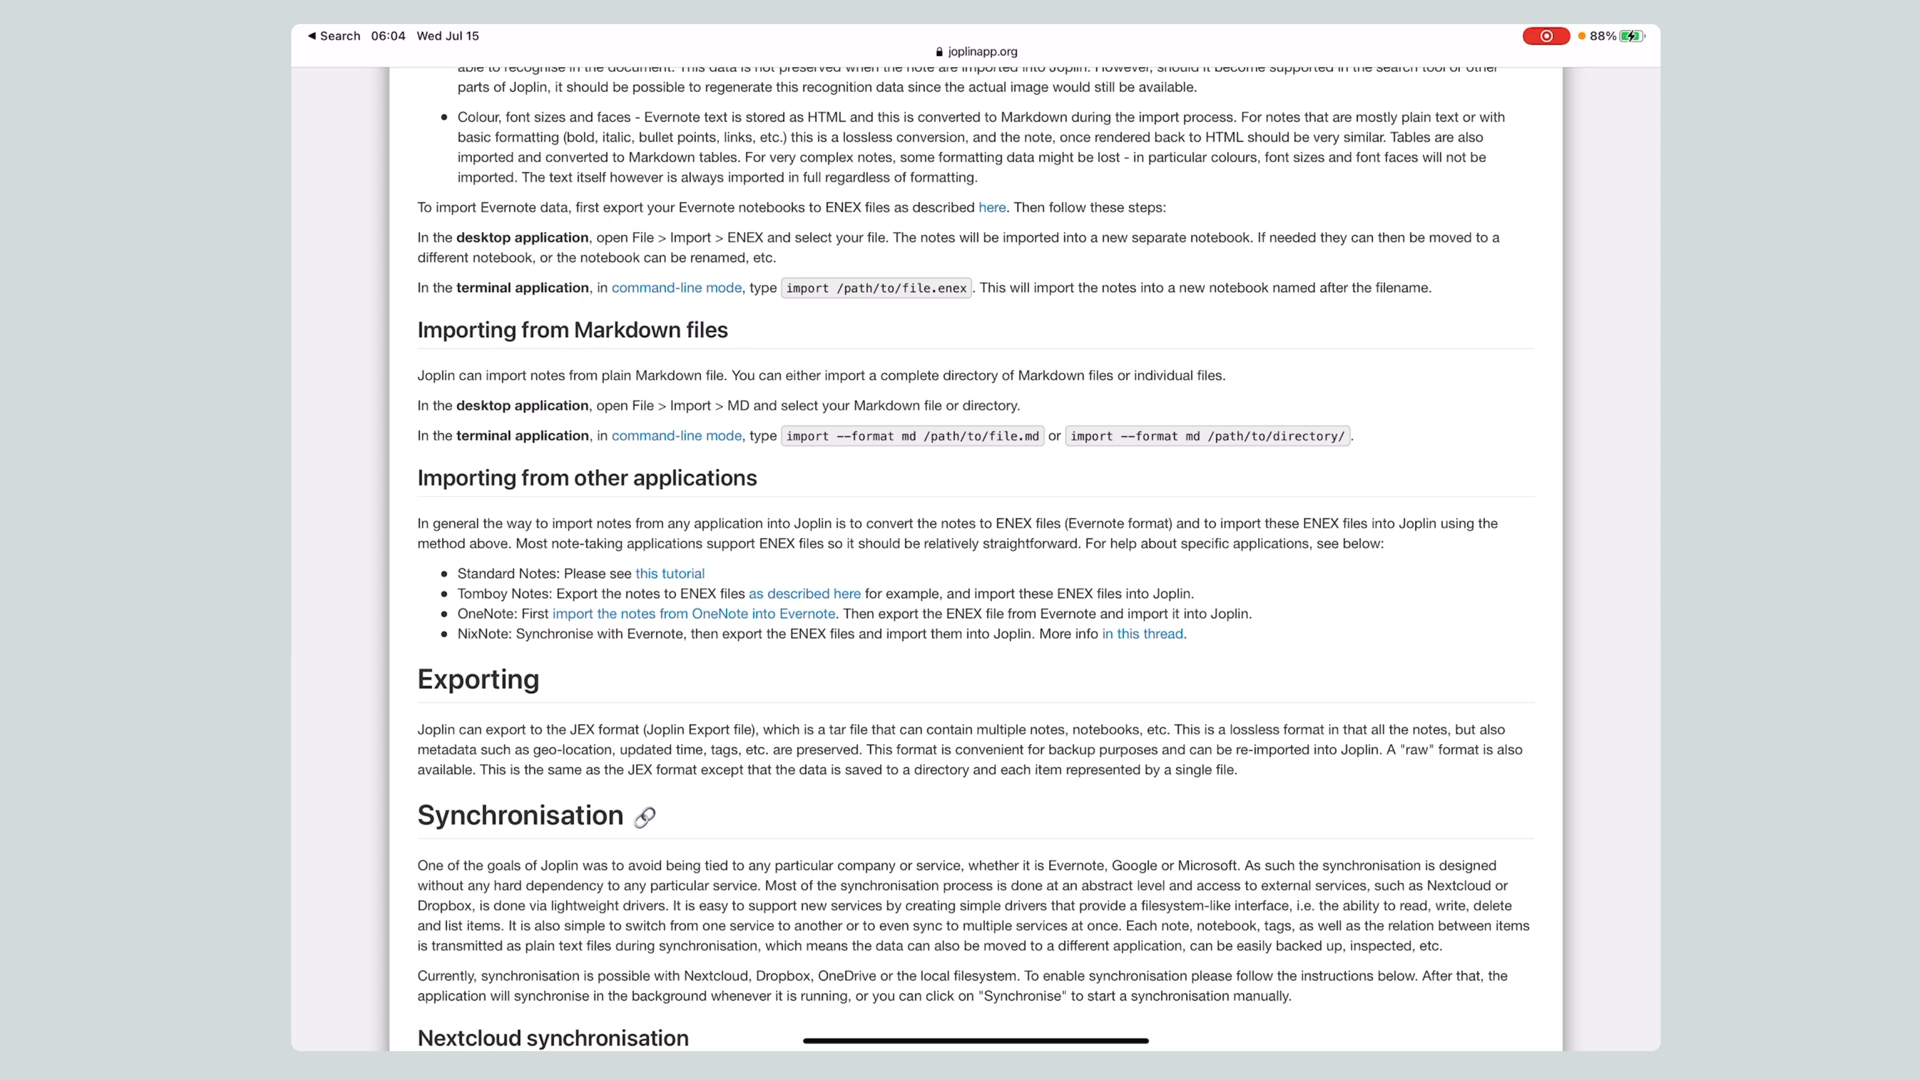 ◀ Search 06:04 Wed Jul 15
88%
joplinapp.org
able to recognise in the document. This data is not preserved when the note are imported into Joplin. However, should it become supported in the search tool or other
parts of Joplin, it should be possible to regenerate this recognition data since the actual image would still be available.
• Colour, font sizes and faces - Evernote text is stored as HTML and this is converted to Markdown during the import process. For notes that are mostly plain text or with
basic formatting (bold, italic, bullet points, links, etc.) this is a lossless conversion, and the note, once rendered back to HTML should be very similar. Tables are also
imported and converted to Markdown tables. For very complex notes, some formatting data might be lost - in particular colours, font sizes and font faces will not be
imported. The text itself however is always imported in full regardless of formatting.
To import Evernote data, first export your Evernote notebooks to ENEX files as described here. Then follow these steps:
In the desktop application, open File > Import > ENEX and select your file. The notes will be imported into a new separate notebook. If needed they can then be moved to a
different notebook, or the notebook can be renamed, etc.
In the terminal application, in command-line mode, type import /path/to/file.enex. This will import the notes into a new notebook named after the filename.
Importing from Markdown files
Joplin can import notes from plain Markdown file. You can either import a complete directory of Markdown files or individual files.
In the desktop application, open File > Import > MD and select your Markdown file or directory.
In the terminal application, in command-line mode, type import --format md /path/to/file.md or import --format md /path/to/directory/.
Importing from other applications
In general the way to import notes from any application into Joplin is to convert the notes to ENEX files (Evernote format) and to import these ENEX files into Joplin using the
method above. Most note-taking applications support ENEX files so it should be relatively straightforward. For help about specific applications, see below:
• Standard Notes: Please see this tutorial
• Tomboy Notes: Export the notes to ENEX files as described here for example, and import these ENEX files into Joplin.
• OneNote: First import the notes from OneNote into Evernote. Then export the ENEX file from Evernote and import it into Joplin.
• NixNote: Synchronise with Evernote, then export the ENEX files and import them into Joplin. More info in this thread.
Exporting
Joplin can export to the JEX format (Joplin Export file), which is a tar file that can contain multiple notes, notebooks, etc. This is a lossless format in that all the notes, but also
metadata such as geo-location, updated time, tags, etc. are preserved. This format is convenient for backup purposes and can be re-imported into Joplin. A "raw" format is also
available. This is the same as the JEX format except that the data is saved to a directory and each item represented by a single file.
Synchronisation
One of the goals of Joplin was to avoid being tied to any particular company or service, whether it is Evernote, Google or Microsoft. As such the synchronisation is designed
without any hard dependency to any particular service. Most of the synchronisation process is done at an abstract level and access to external services, such as Nextcloud or
Dropbox, is done via lightweight drivers. It is easy to support new services by creating simple drivers that provide a filesystem-like interface, i.e. the ability to read, write, delete
and list items. It is also simple to switch from one service to another or to even sync to multiple services at once. Each note, notebook, tags, as well as the relation between items
is transmitted as plain text files during synchronisation, which means the data can also be moved to a different application, can be easily backed up, inspected, etc.
Currently, synchronisation is possible with Nextcloud, Dropbox, OneDrive or the local filesystem. To enable synchronisation please follow the instructions below. After that, the
application will synchronise in the background whenever it is running, or you can click on "Synchronise" to start a synchronisation manually.
Nextcloud synchronisation